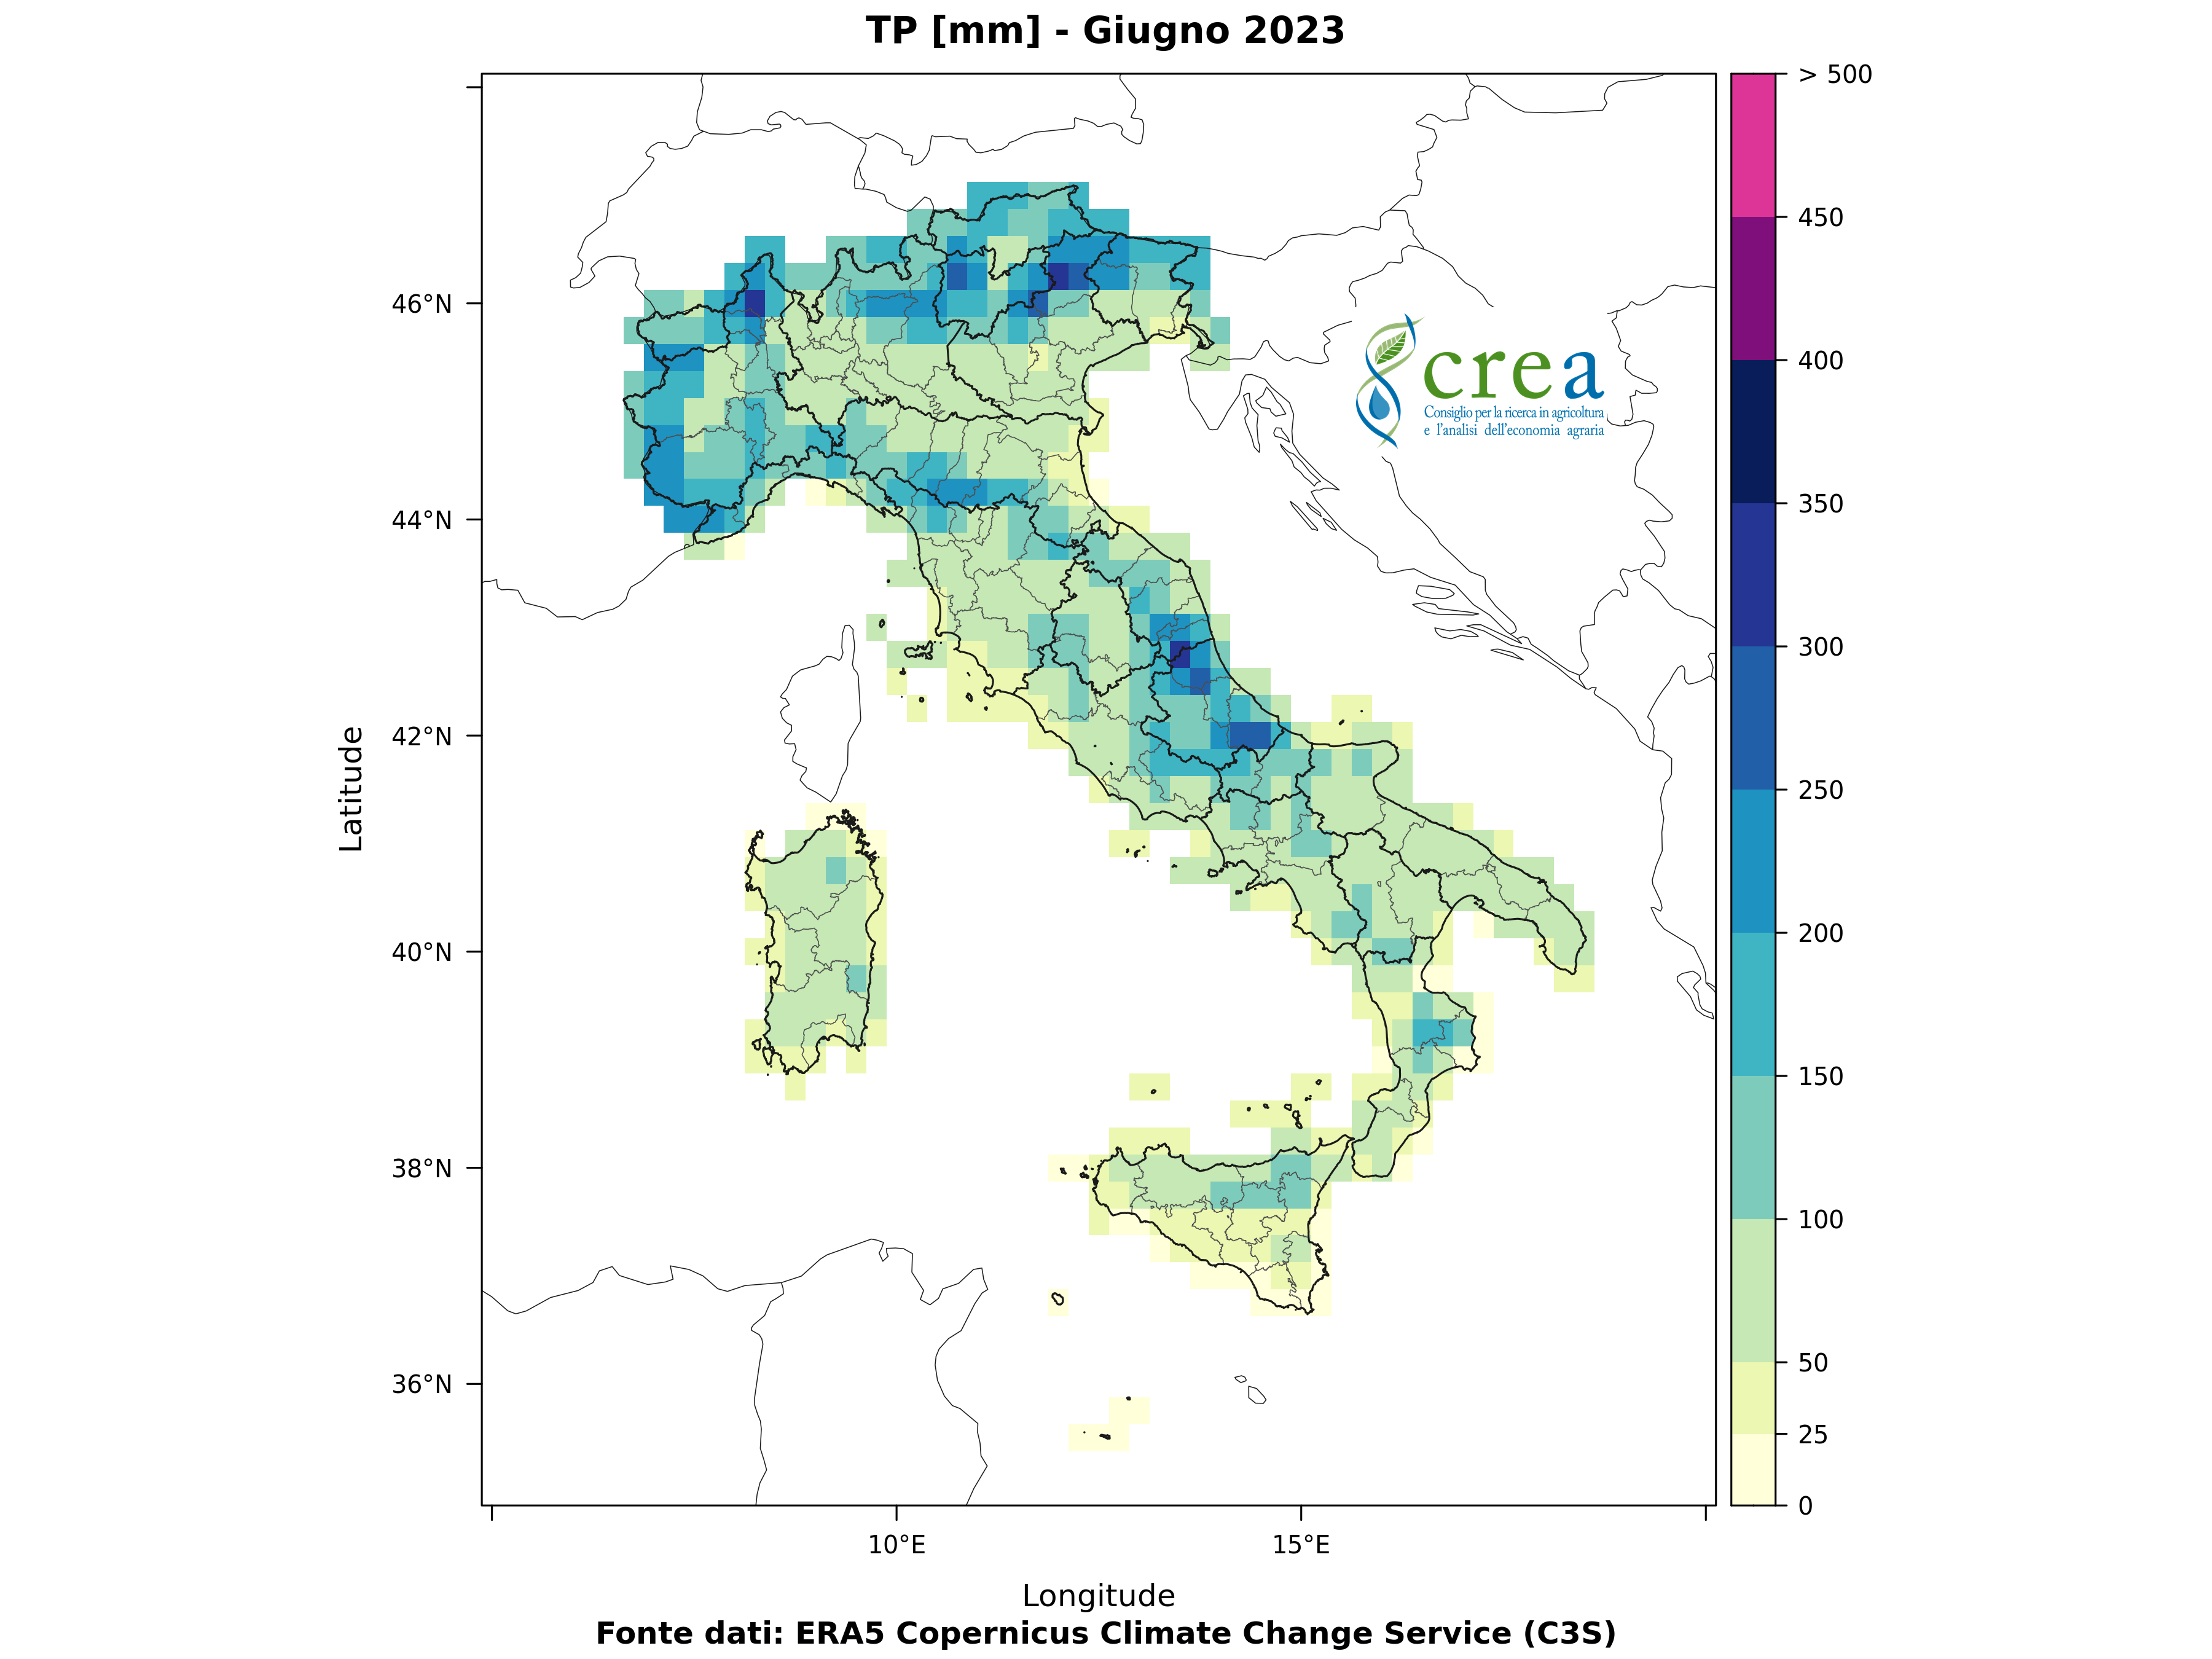 TP [mm] - Giugno 2023
> 500
450
400
350
300
250
200
150
100
50
25
0
46°N
44°N
42°N
40°N
38°N
36°N
Latitude
crea
Consiglio per la ricerca in agricoltura
e l'analisi dell'economia agraria
10°E
15°E
Longitude
Fonte dati: ERA5 Copernicus Climate Change Service (C3S)